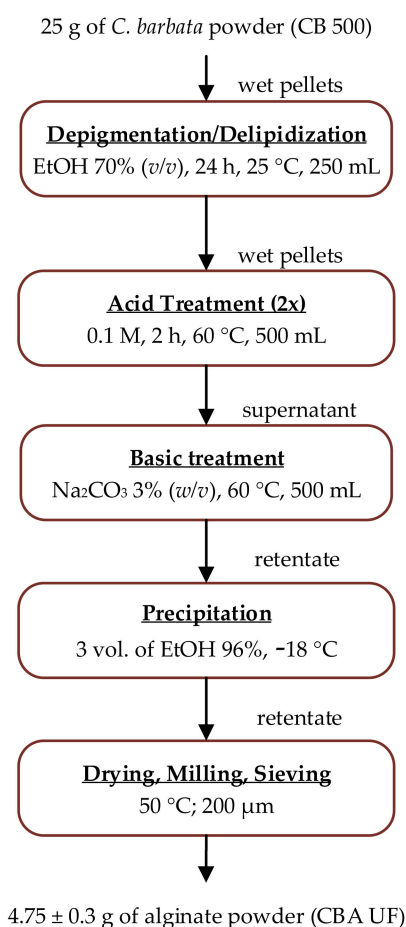 25 g of C. barbata powder (CB 500)
wet pellets
Depigmentation/Delipidization
EtOH 70% (v/v), 24 h, 25 °C, 250 mL
wet pellets
Acid Treatment (2x)
0.1 M, 2 h, 60 °C, 500 mL
supernatant
Basic treatment
Na₂CO₃ 3% (w/v), 60 °C, 500 mL
retentate
Precipitation
3 vol. of EtOH 96%, −18 °C
retentate
Drying, Milling, Sieving
50 °C; 200 μm
4.75 ± 0.3 g of alginate powder (CBA UF)